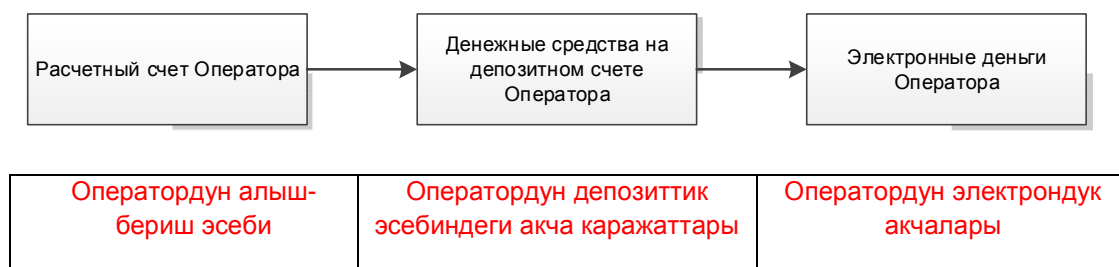 Расчетный счет Оператора
Денежные средства на
депозитном счете
Оператора
Электронные деньги
Оператора
Оператордун алыш-
бериш эсеби
Оператордун депозиттик
эсебиндеги акча каражаттары
Оператордун электрондук
акчалары